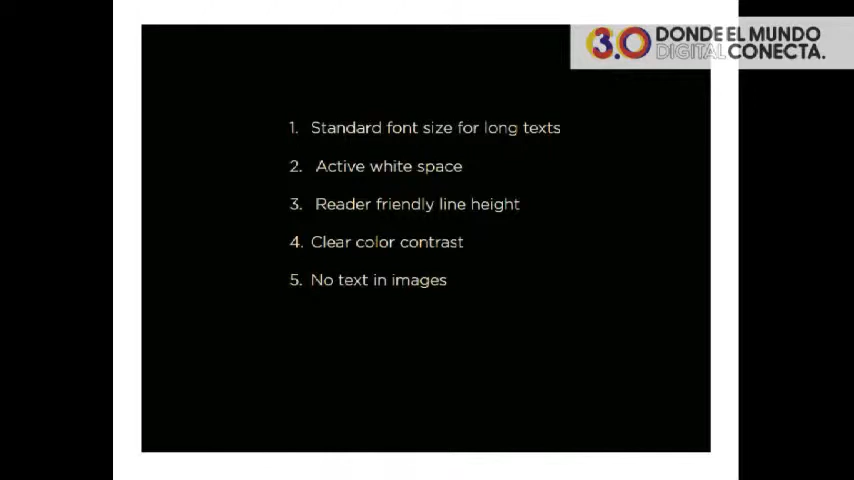 3.0 DONDE EL MUNDO
DIGITAL CONECTA.
1. Standard font size for long texts
2. Active white space
3. Reader friendly line height
4. Clear color contrast
5. No text in images